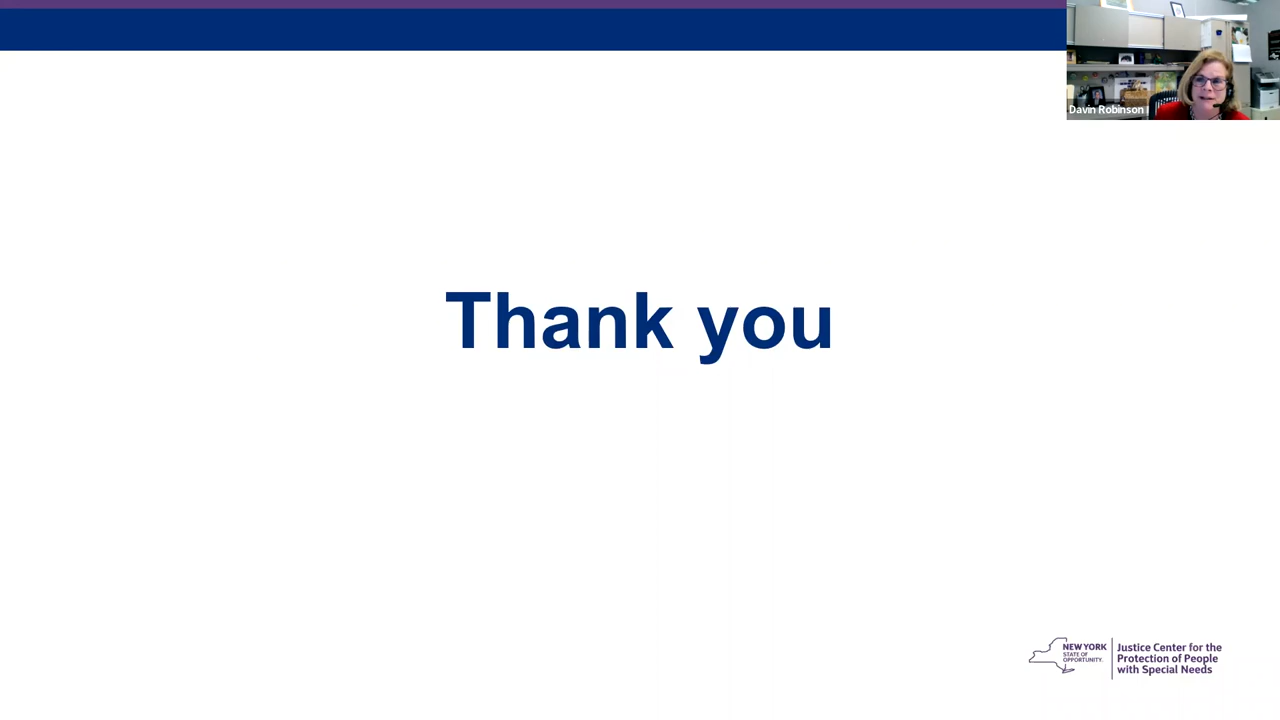 Davin Robinson
Thank you
NEW YORK
STATE OF
OPPORTUNITY.
Justice Center for the
Protection of People
with Special Needs